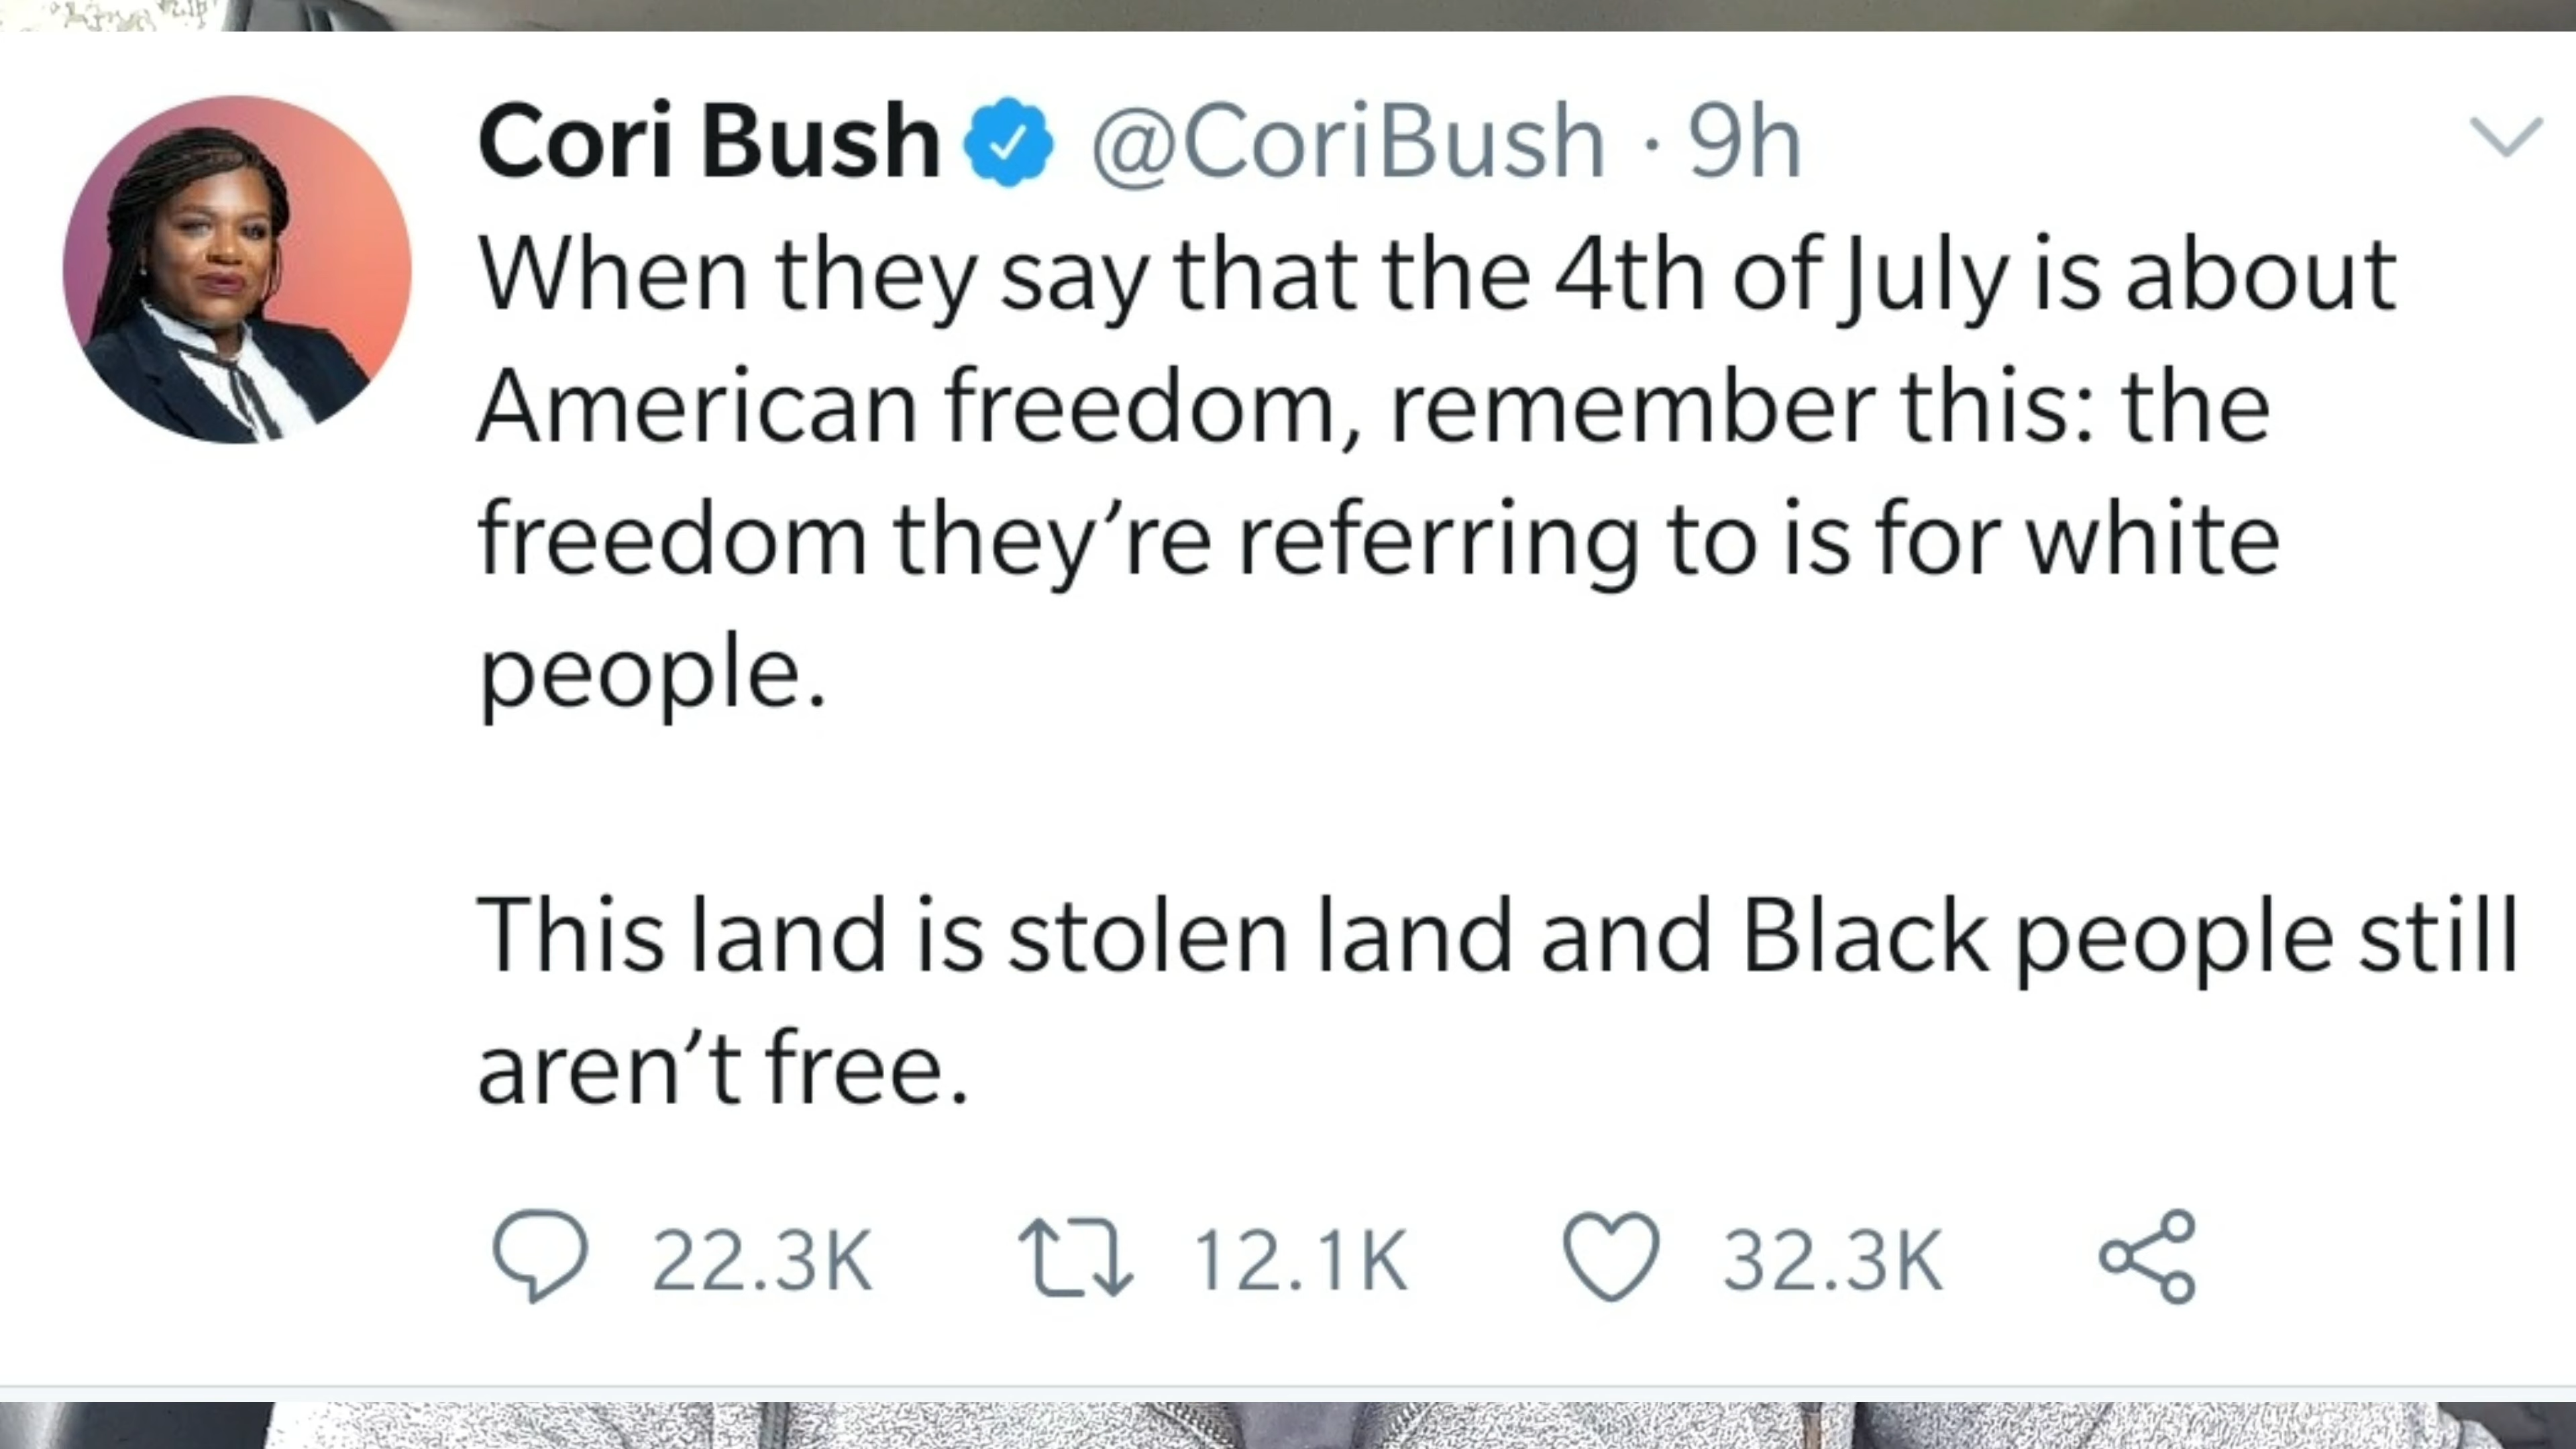 Cori Bush @CoriBush · 9h
When they say that the 4th of July is about
American freedom, remember this: the
freedom they’re referring to is for white
people.
This land is stolen land and Black people still
aren’t free.
22.3K 12.1K 32.3K